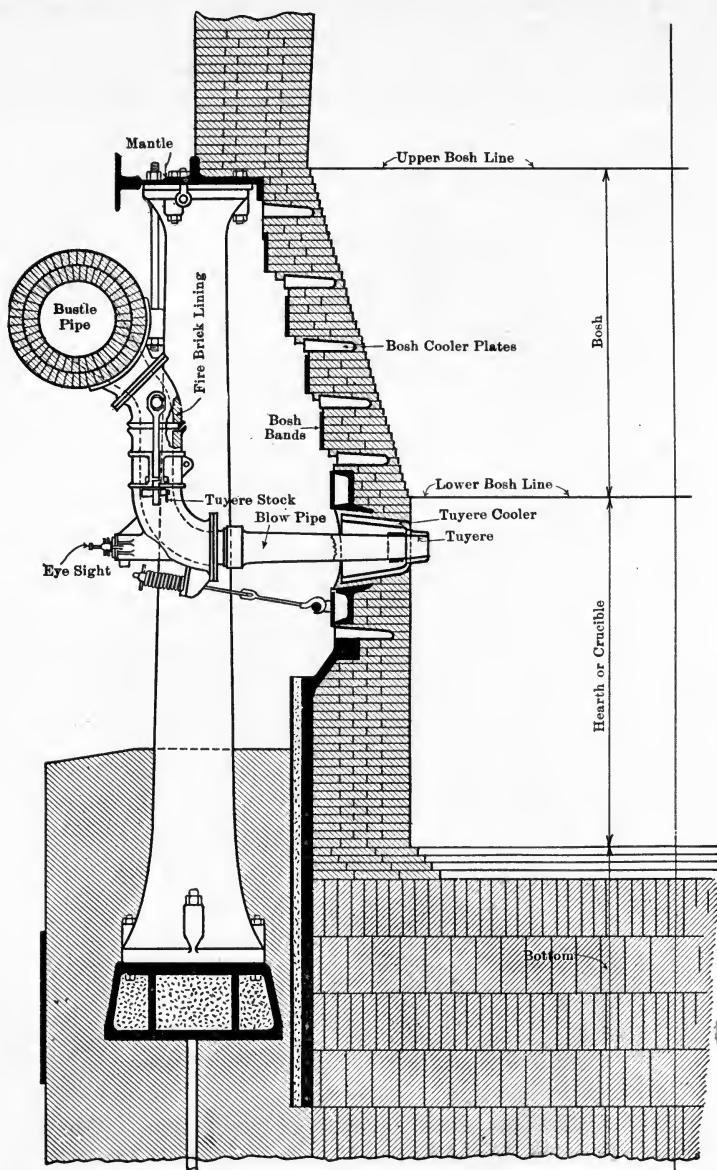 Mantle
Upper Bosh Line
Bustle
Pipe
Fire Brick Lining
Bosh
Bosh Cooler Plates
Bosh
Bands
Lower Bosh Line
Tuyere Stock
Blow Pipe
Tuyere Cooler
Tuyere
Eye Sight
Hearth or Crucible
Bottom